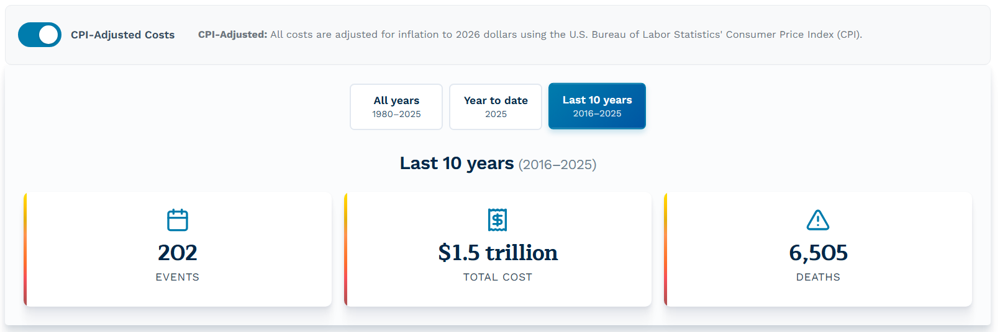 CPI-Adjusted Costs
CPI-Adjusted: All costs are adjusted for inflation to 2026 dollars using the U.S. Bureau of Labor Statistics' Consumer Price Index (CPI).
All years
1980–2025
Year to date
2025
Last 10 years
2016–2025
Last 10 years (2016–2025)
202
EVENTS
$1.5 trillion
TOTAL COST
6,505
DEATHS